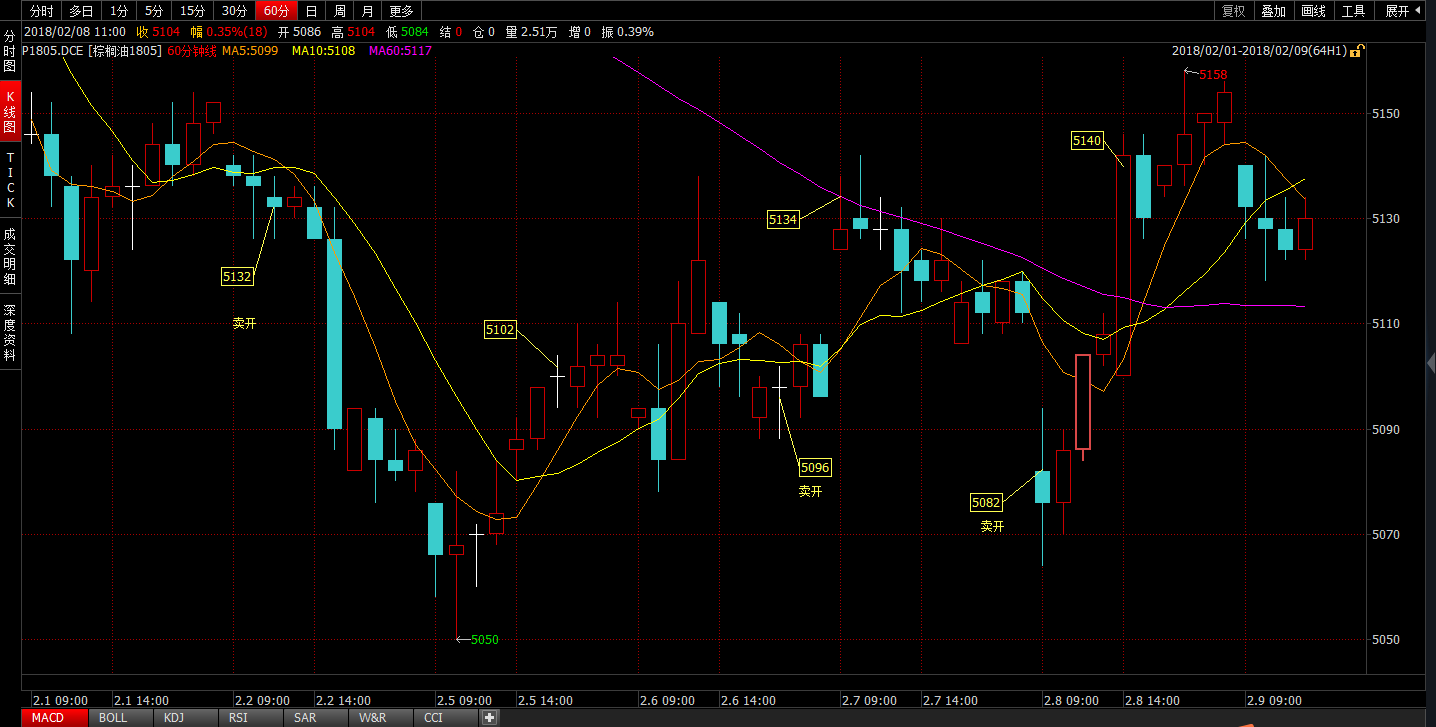 分时 多日 1分 5分 15分 30分 60分 日 周 月 更多 复权 叠加 画线 工具 展开
2018/02/08 11:00 收 5104 幅 0.35%(18) 开 5086 高 5104 低 5084 结 0 仓 0 量 2.51万 增 0 振 0.39%
P1805.DCE [棕榈油1805] 60分钟线 MA5:5099 MA10:5108 MA60:5117 2018/02/01-2018/02/09(64H1)
分时图
K线图
TICK
成交明细
深度资料
5158
5150
5140
5134
5130
5132
卖开
5102
5110
5096
卖开
5090
5082
卖开
5070
5050
5050
2.1 09:00 2.1 14:00 2.2 09:00 2.2 14:00 2.5 09:00 2.5 14:00 2.6 09:00 2.6 14:00 2.7 09:00 2.7 14:00 2.8 09:00 2.8 14:00 2.9 09:00
MACD BOLL KDJ RSI SAR W&R CCI